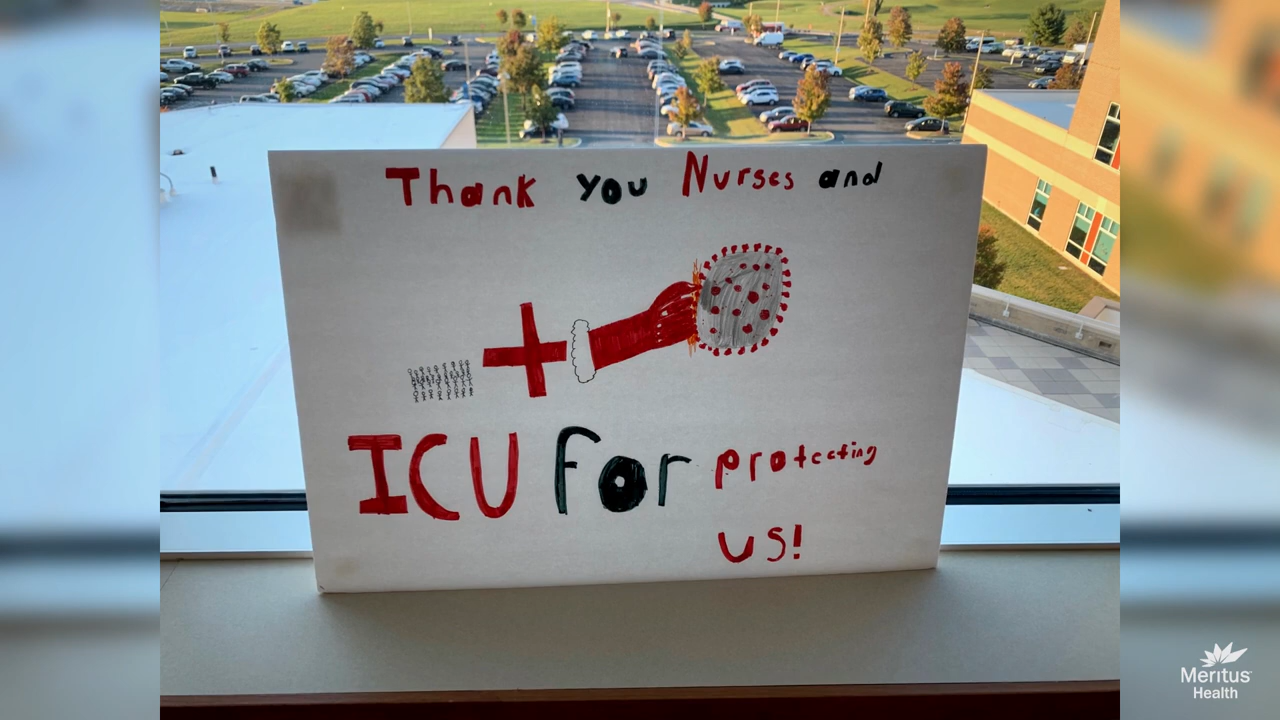 Thank you Nurses and
ICU for protecting
us!
Meritus
Health